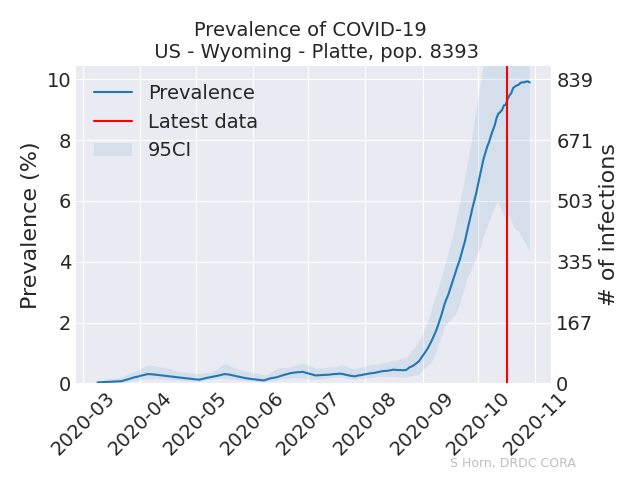 Prevalence of COVID-19
US - Wyoming - Platte, pop. 8393
Prevalence
Latest data
95CI
Prevalence (%)
10
8
6
4
2
0
839
671
503
335
167
0
# of infections
2020-03
2020-04
2020-05
2020-06
2020-07
2020-08
2020-09
2020-10
2020-11
S Horn, DRDC CORA